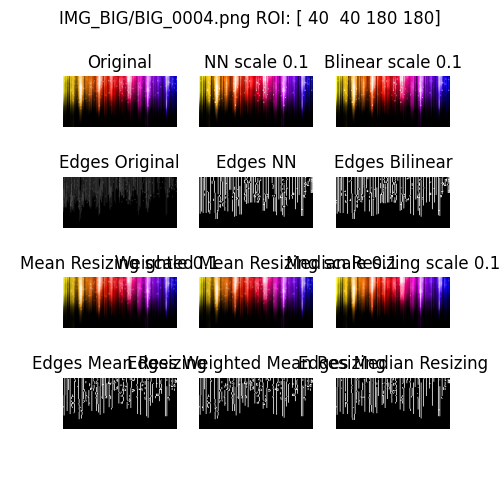 IMG_BIG/BIG_0004.png ROI: [ 40  40 180 180]
Original
NN scale 0.1
Blinear scale 0.1
Edges Original
Edges NN
Edges Bilinear
Mean Resizing scale 0.1
Weighted Mean Resizing scale 0.1
Median Resizing scale 0.1
Edges Mean Resizing
Edges Weighted Mean Resizing
Edges Median Resizing